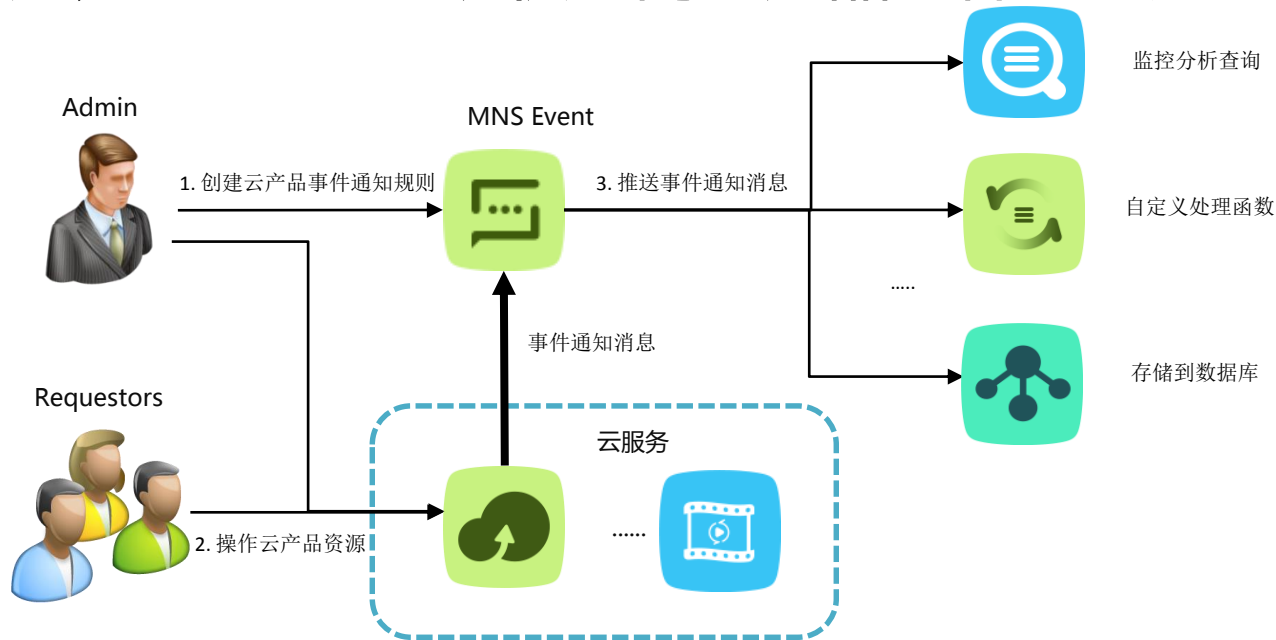 监控分析查询
Admin
MNS Event
1. 创建云产品事件通知规则
3. 推送事件通知消息
自定义处理函数
.....
事件通知消息
存储到数据库
Requestors
云服务
......
2. 操作云产品资源